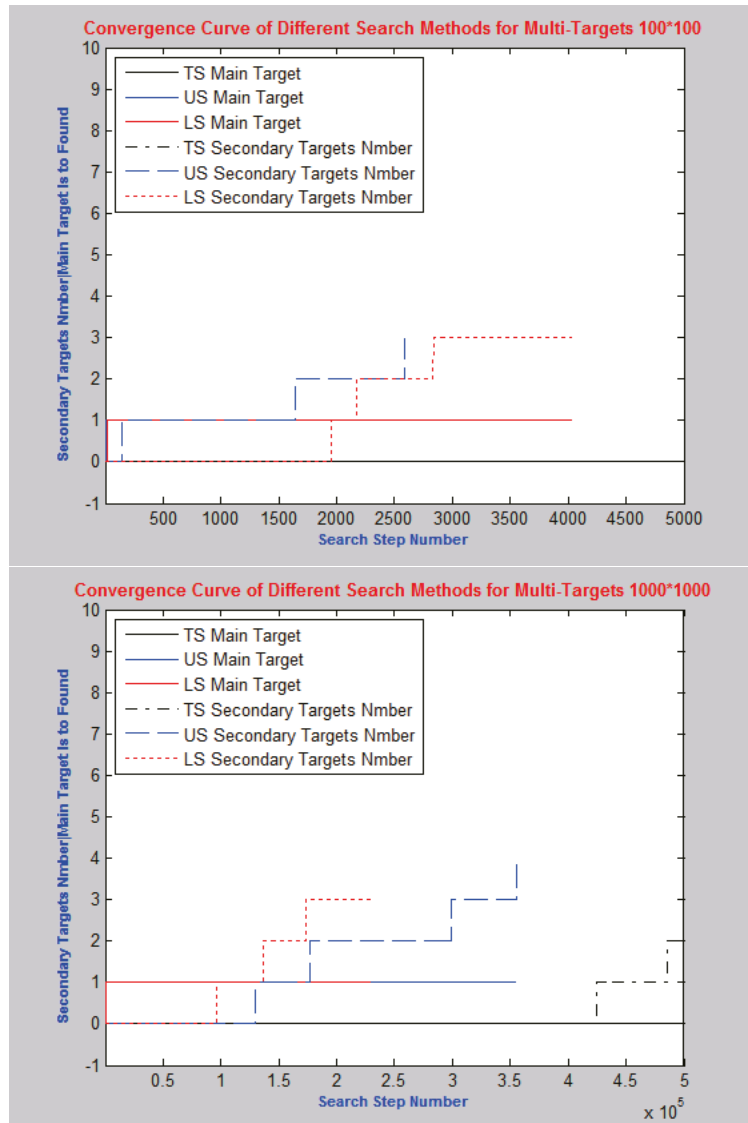 Convergence Curve of Different Search Methods for Multi-Targets 100*100
Secondary Targets Nmber|Main Target Is to Found
10
9
8
7
6
5
4
3
2
1
0
-1
TS Main Target
US Main Target
LS Main Target
TS Secondary Targets Nmber
US Secondary Targets Nmber
LS Secondary Targets Nmber
500 1000 1500 2000 2500 3000 3500 4000 4500 5000
Search Step Number
Convergence Curve of Different Search Methods for Multi-Targets 1000*1000
Secondary Targets Nmber|Main Target Is to Found
10
9
8
7
6
5
4
3
2
1
0
-1
TS Main Target
US Main Target
LS Main Target
TS Secondary Targets Nmber
US Secondary Targets Nmber
LS Secondary Targets Nmber
0.5 1 1.5 2 2.5 3 3.5 4 4.5 5
Search Step Number
x 10^5